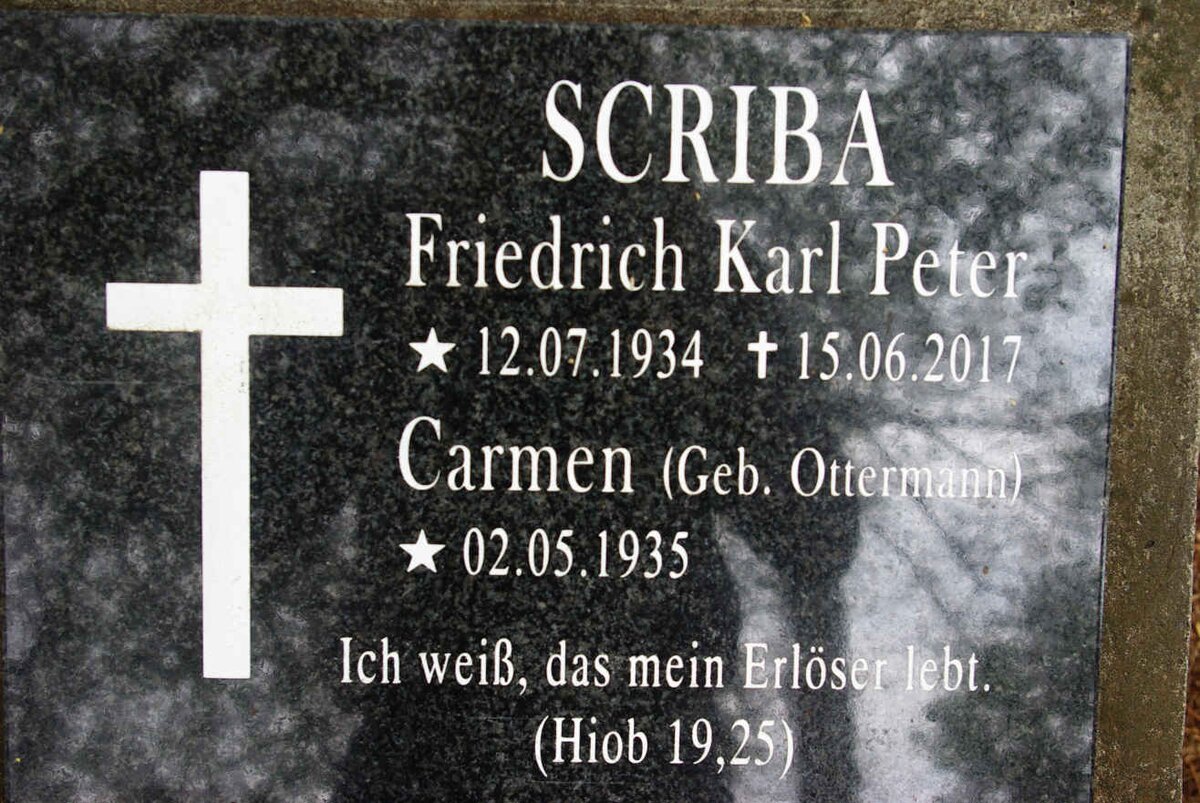 SCRIBA
Friedrich Karl Peter
★ 12.07.1934 ✝ 15.06.2017
Carmen (Geb. Ottermann)
★ 02.05.1935
Ich weiß, das mein Erlöser lebt.
(Hiob 19,25)